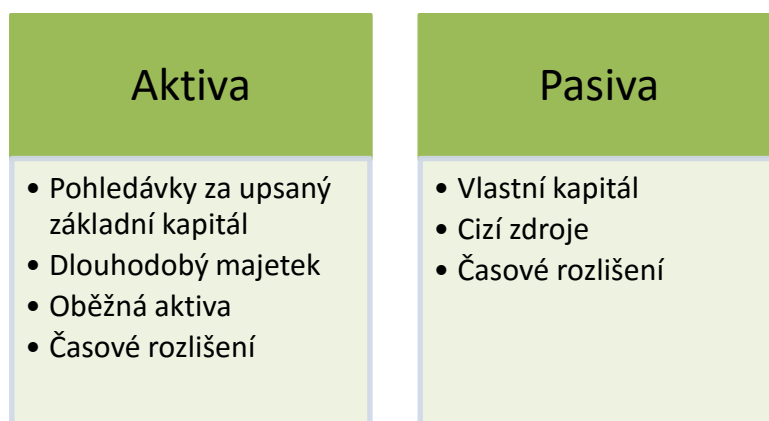 Aktiva
• Pohledávky za upsaný
základní kapitál
• Dlouhodobý majetek
• Oběžná aktiva
• Časové rozlišení
Pasiva
• Vlastní kapitál
• Cizí zdroje
• Časové rozlišení